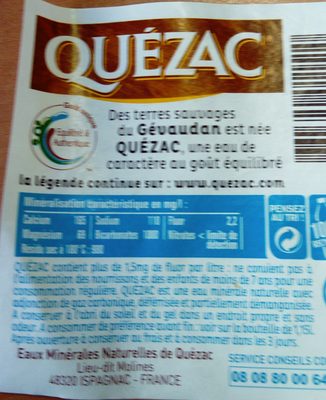 QUÉZAC
Goût équilibré
Équilibré &
Authentique
Des terres sauvages
du Gévaudan est née
QUÉZAC, une eau de
caractère au goût équilibré
la légende continue sur : www.quezac.com
Minéralisation caractéristique en mg/l :
Calcium 165 Sodium 110 Fluor 2,2
Magnésium 69 Bicarbonates 1000 Nitrates < limite de
détection
Résidu sec à 180°C : 900
PENSEZ
AU TRI :
QUÉZAC contient plus de 1,5mg de fluor par litre : ne convient pas à
l'alimentation des nourrissons et des enfants de moins de 7 ans pour une
consommation régulière. QUÉZAC est une eau minérale naturelle avec
adjonction de gaz carbonique, déferrisée et partiellement démanganisée.
A conserver à l'abri du soleil et du gel dans un endroit propre et sans
odeur. A consommer de préférence avant fin : voir sur la bouteille de 1,15L.
Après ouverture à conserver au frais et à consommer dans les 3 jours.
Eaux Minérales Naturelles de Quézac
Lieu-dit Molines
48320 ISPAGNAC - FRANCE
SERVICE CONSEILS CO
08 08 80 00 64